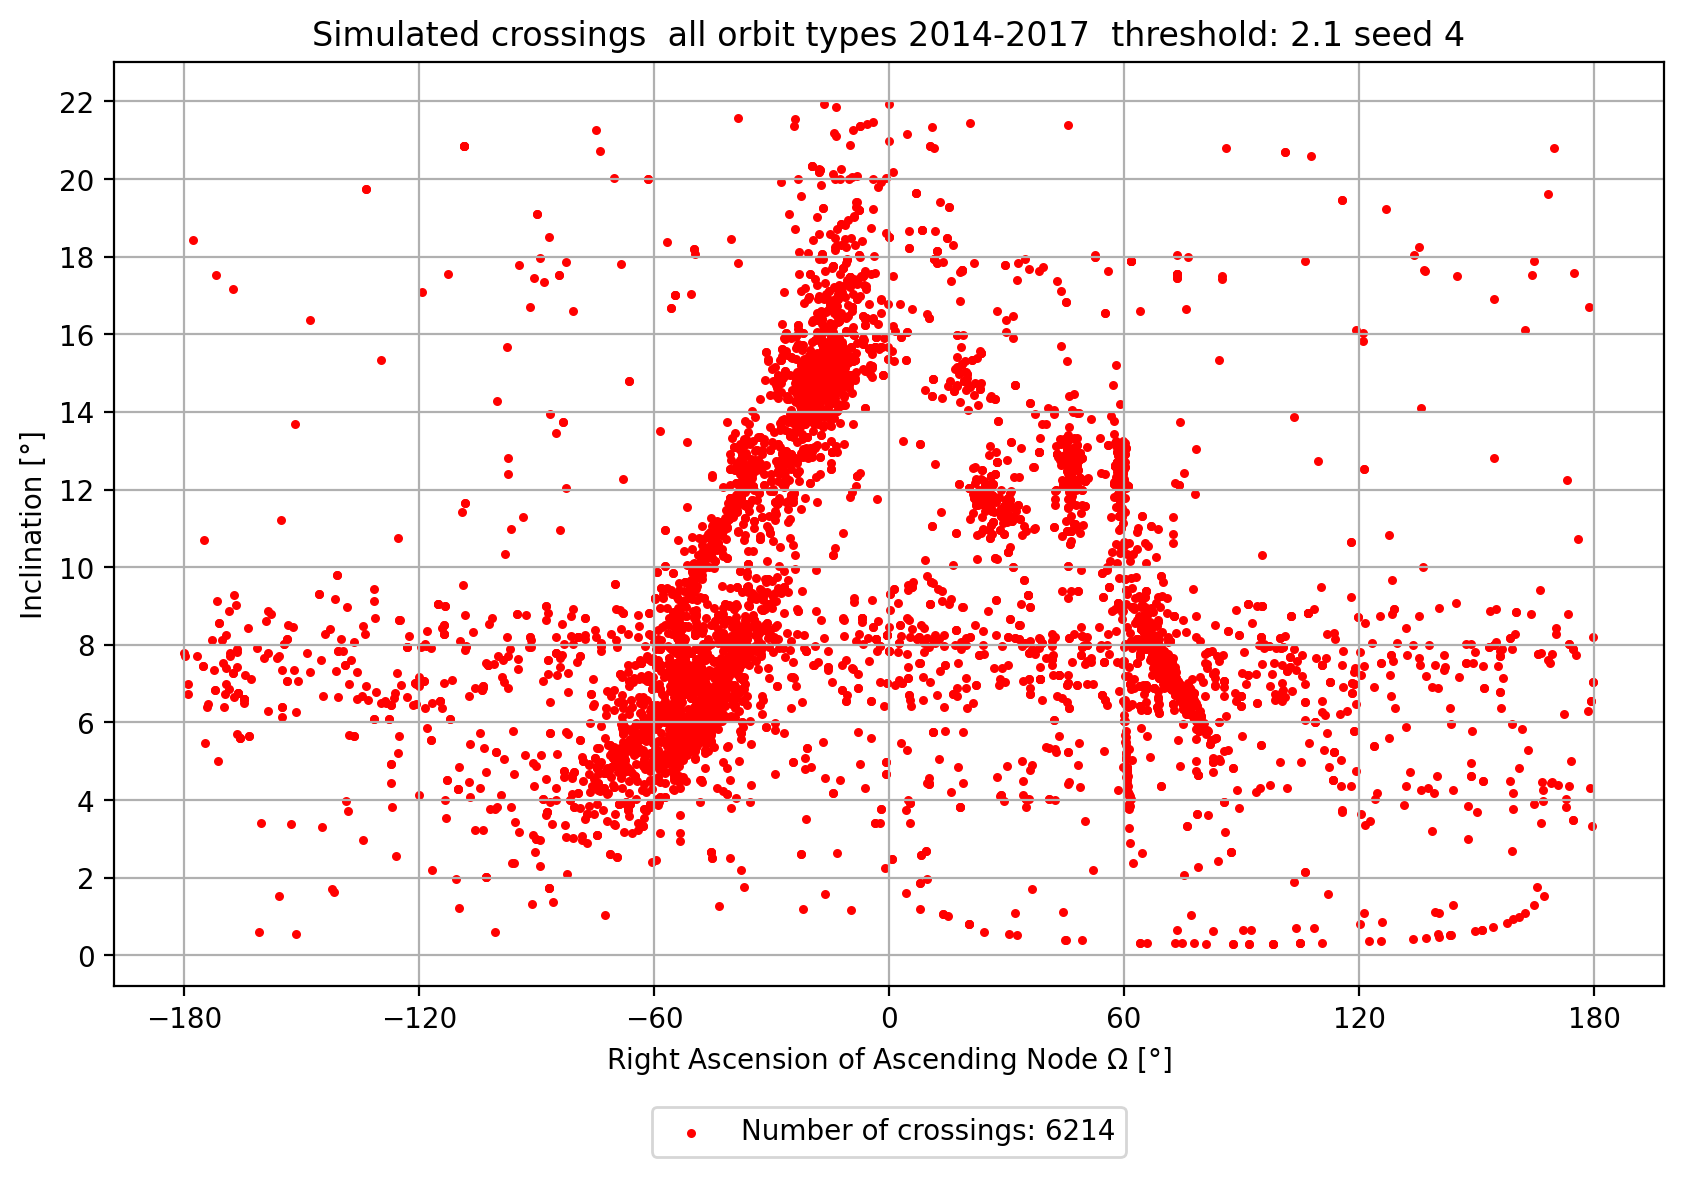 Simulated crossings  all orbit types 2014-2017  threshold: 2.1 seed 4
22
20
18
16
14
12
10
8
6
4
2
0
Inclination [°]
−180 −120 −60 0 60 120 180
Right Ascension of Ascending Node Ω [°]
Number of crossings: 6214